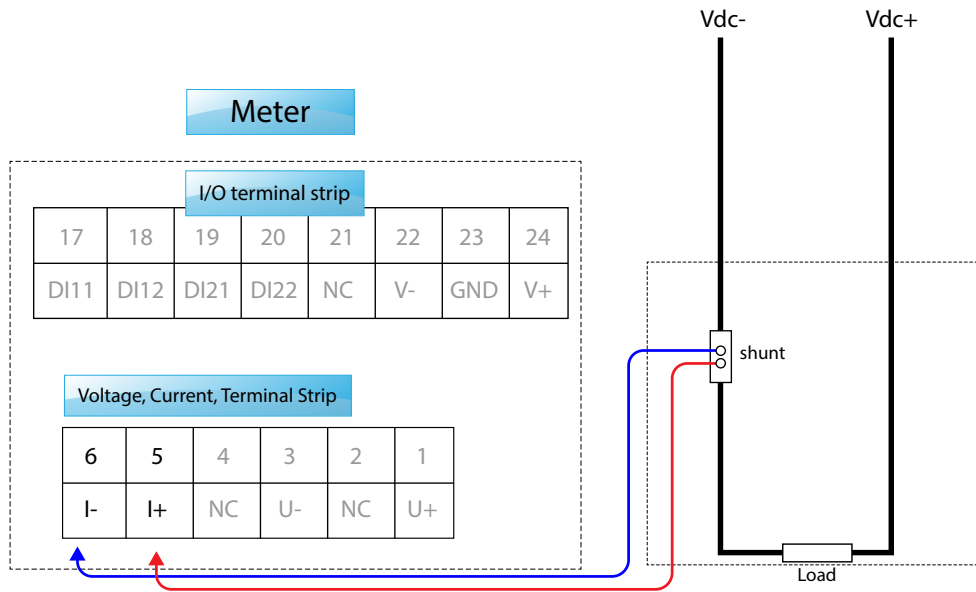 Vdc- Vdc+
Meter
I/O terminal strip
17 18 19 20 21 22 23 24
DI11 DI12 DI21 DI22 NC V- GND V+
shunt
Voltage, Current, Terminal Strip
6 5 4 3 2 1
I- I+ NC U- NC U+
Load